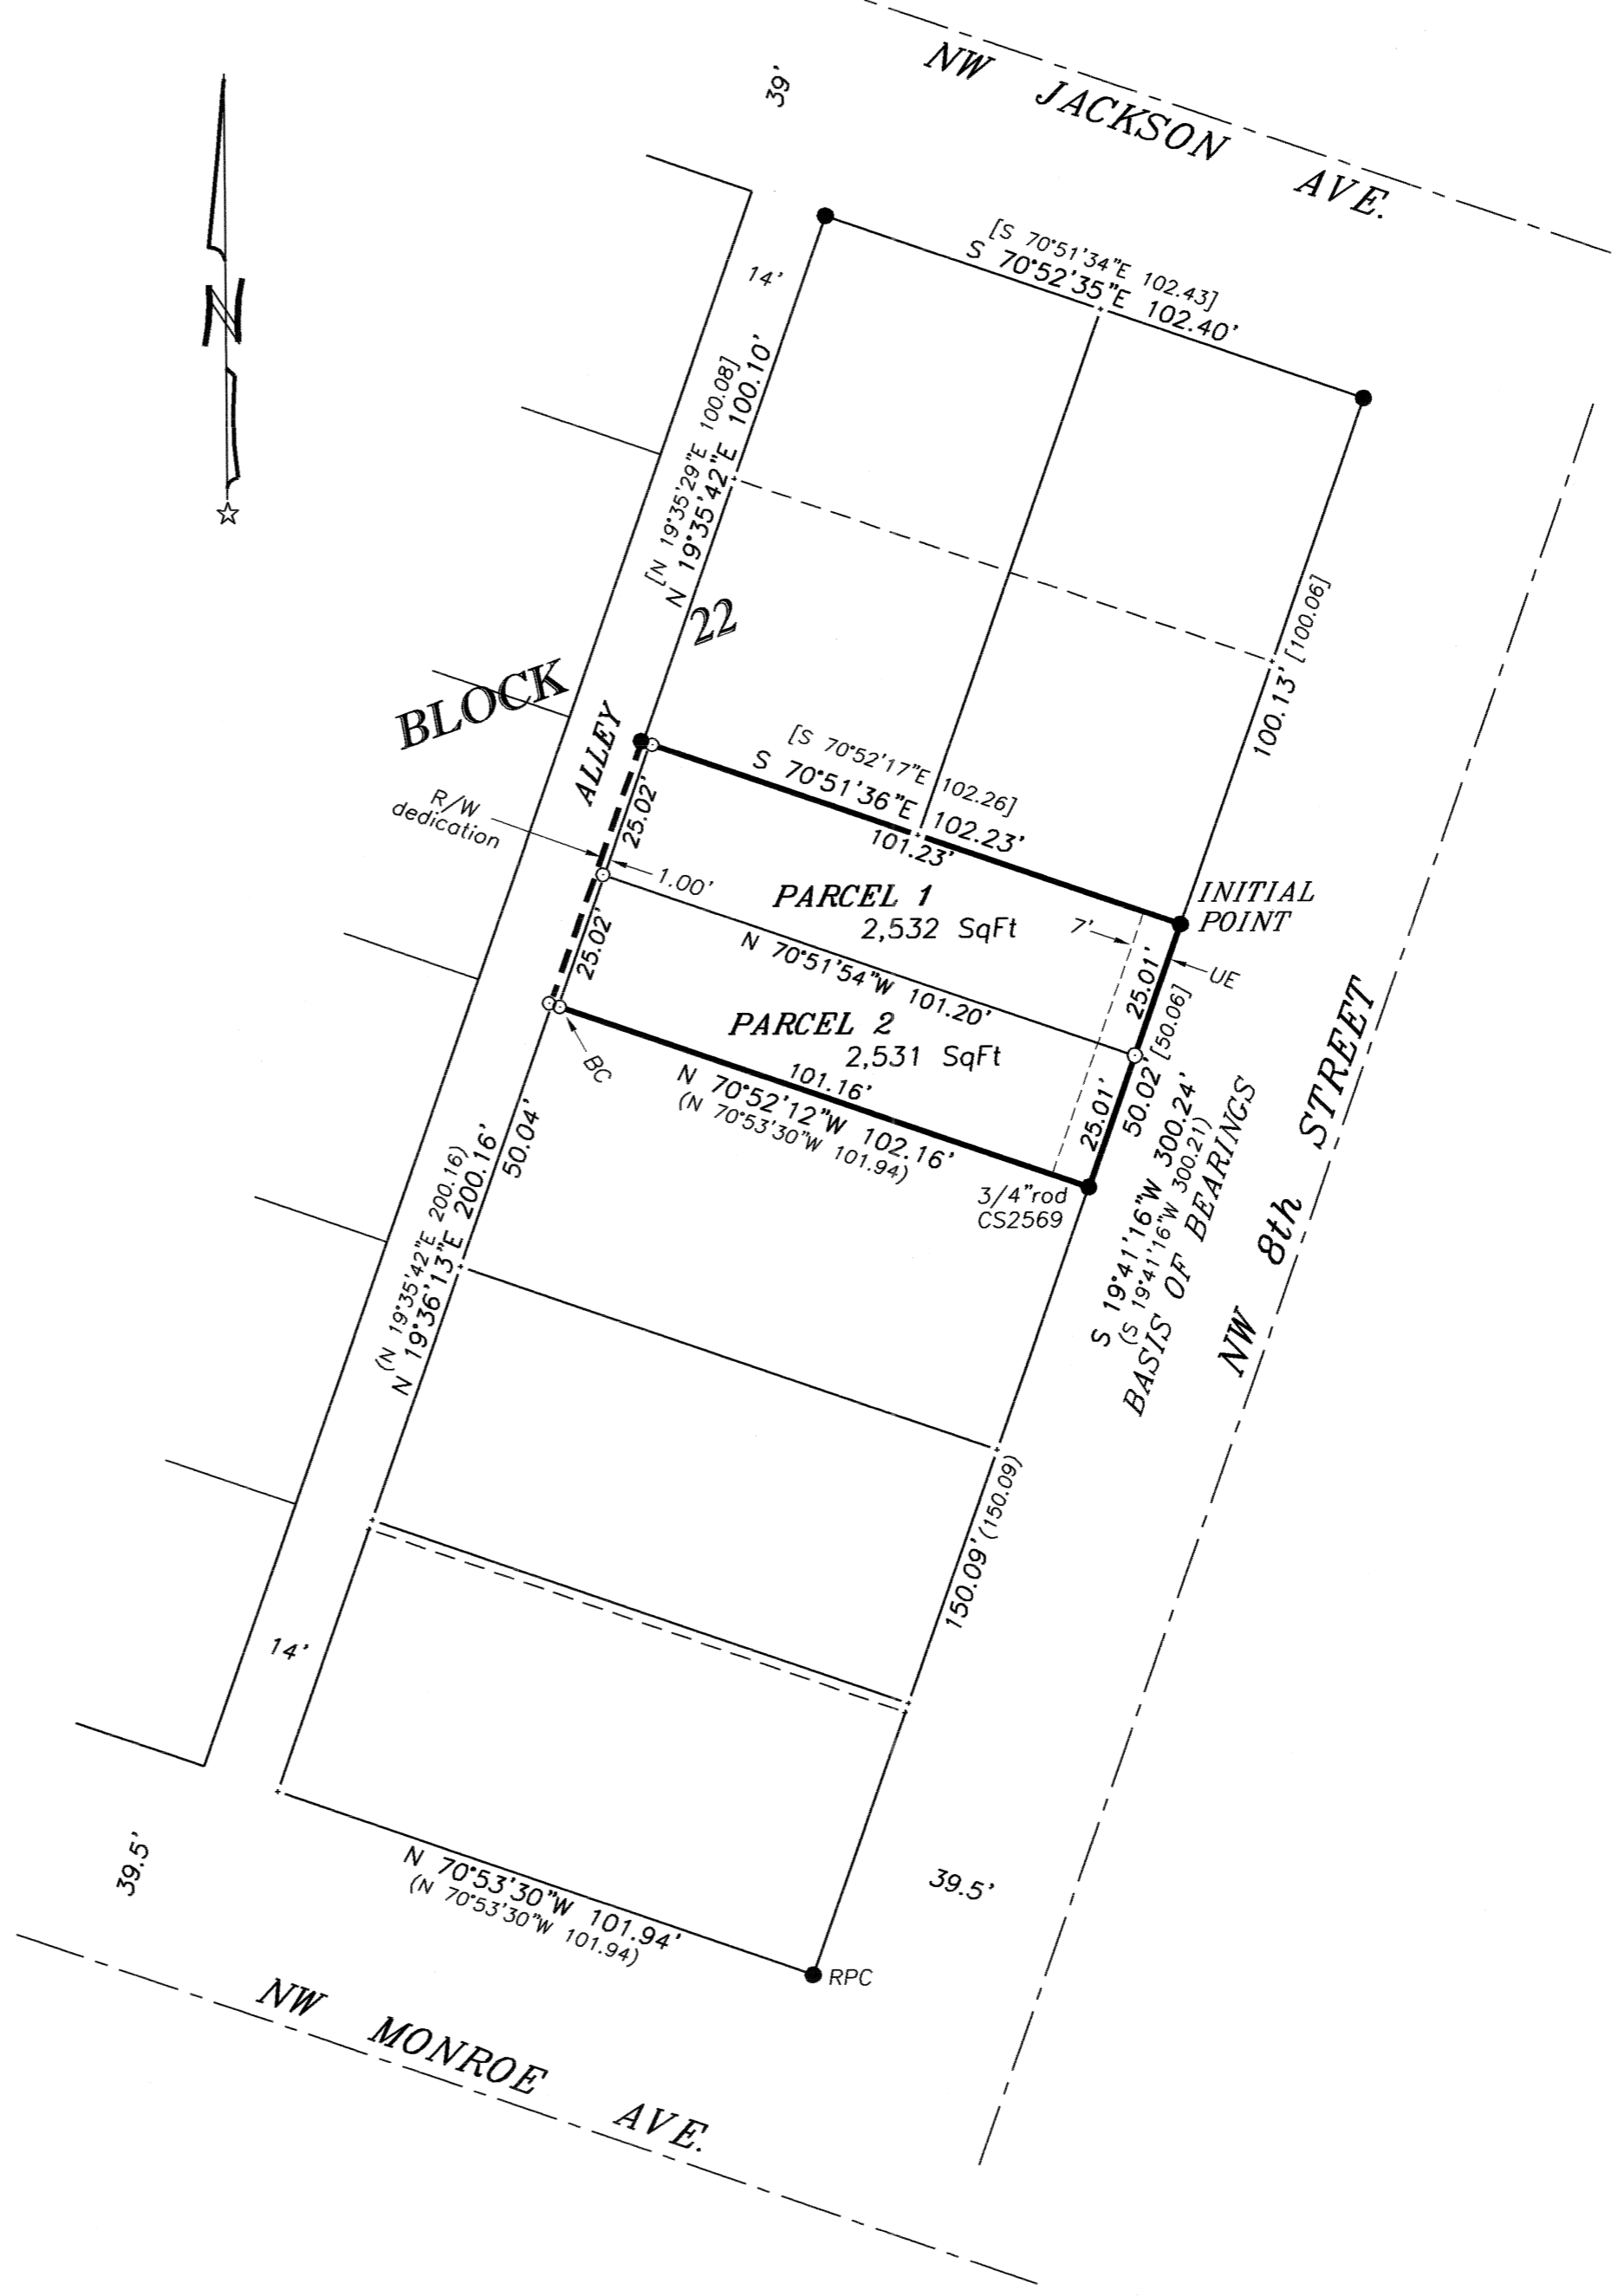 NW JACKSON AVE.
39'
N
14'
[S 70°51'34"E 102.43]
S 70°52'35"E 102.40'
[N 19°35'29"E 100.08]
N 19°35'42"E 100.10'
100.13' [100.06]
BLOCK 22
ALLEY
[S 70°52'17"E 102.26]
S 70°51'36"E 102.23'
101.23'
R/W
dedication
25.02'
1.00'
PARCEL 1
2,532 SqFt
7'
INITIAL
POINT
25.01'
UE
N 70°51'54"W 101.20'
25.02'
PARCEL 2
2,531 SqFt
BC
101.16'
N 70°52'12"W 102.16'
(N 70°53'30"W 101.94)
25.01'
50.02' [50.06]
3/4"rod
CS2569
S 19°41'16"W 300.24'
(S 19°41'16"W 300.21)
BASIS OF BEARINGS
NW 8th STREET
50.04'
(N 19°35'42"E 200.16)
N 19°36'13"E 200.16'
150.09' (150.09)
14'
39.5'
39.5'
N 70°53'30"W 101.94'
(N 70°53'30"W 101.94)
RPC
NW MONROE AVE.